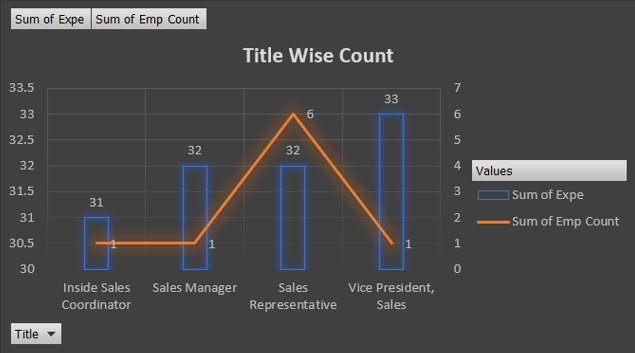 Sum of Expe Sum of Emp Count
Title Wise Count
33.5
33
32.5
32
31.5
31
30.5
30
31
32
32
33
1
1
6
1
7
6
5
4
3
2
1
0
Inside Sales
Coordinator
Sales Manager
Sales
Representative
Vice President,
Sales
Values
Sum of Expe
Sum of Emp Count
Title